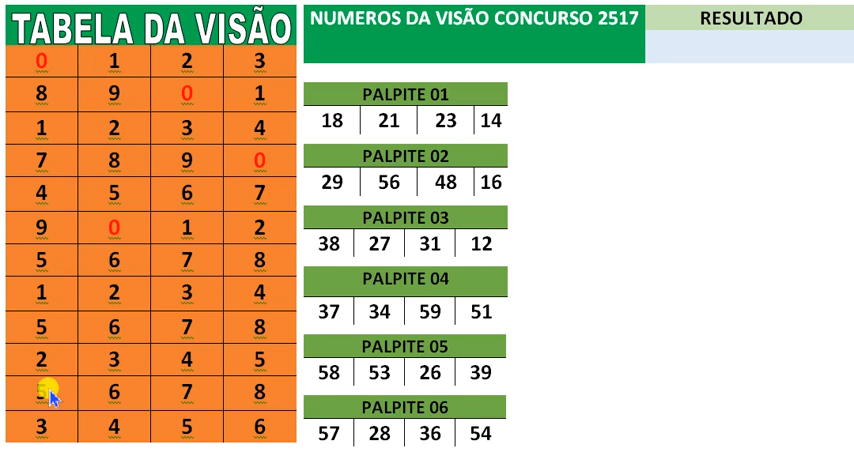 TABELA DA VISÃO
0 1 2 3
8 9 0 1
1 2 3 4
7 8 9 0
4 5 6 7
9 0 1 2
5 6 7 8
1 2 3 4
5 6 7 8
2 3 4 5
6 7 8
3 4 5 6
NUMEROS DA VISÃO CONCURSO 2517
RESULTADO
PALPITE 01
18 21 23 14
PALPITE 02
29 56 48 16
PALPITE 03
38 27 31 12
PALPITE 04
37 34 59 51
PALPITE 05
58 53 26 39
PALPITE 06
57 28 36 54